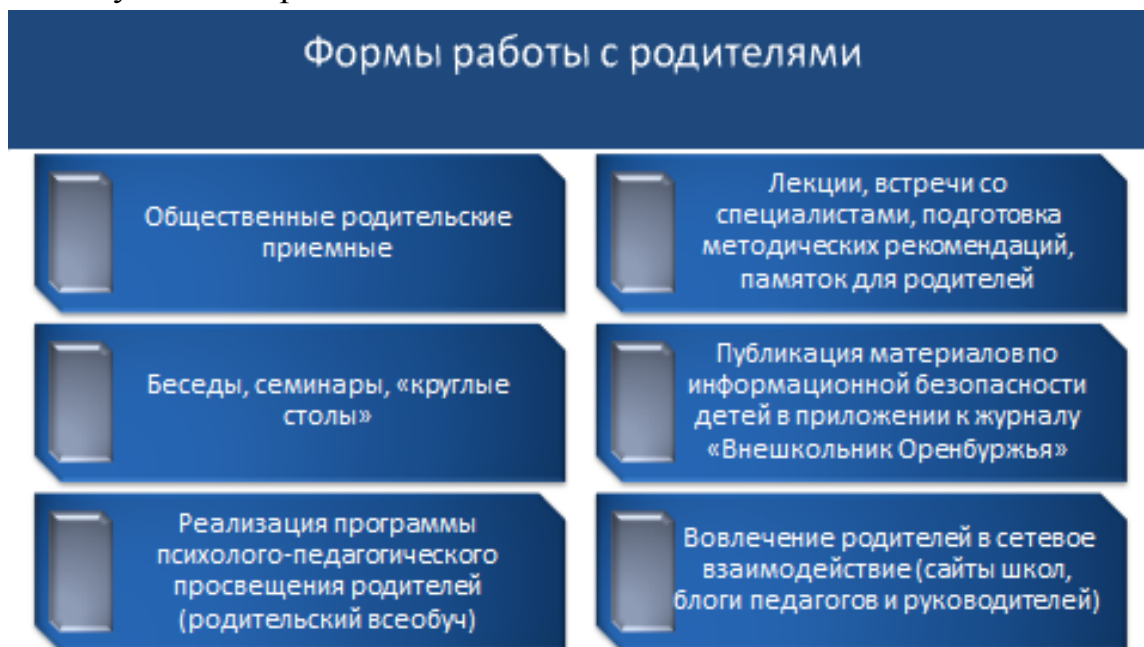 Формы работы с родителями
Общественные родительские
приемные
Лекции, встречи со
специалистами, подготовка
методических рекомендаций,
памяток для родителей
Беседы, семинары, «круглые
столы»
Публикация материалов по
информационной безопасности
детей в приложении к журналу
«Внешкольник Оренбуржья»
Реализация программы
психолого-педагогического
просвещения родителей
(родительский всеобуч)
Вовлечение родителей в сетевое
взаимодействие (сайты школ,
блоги педагогов и руководителей)